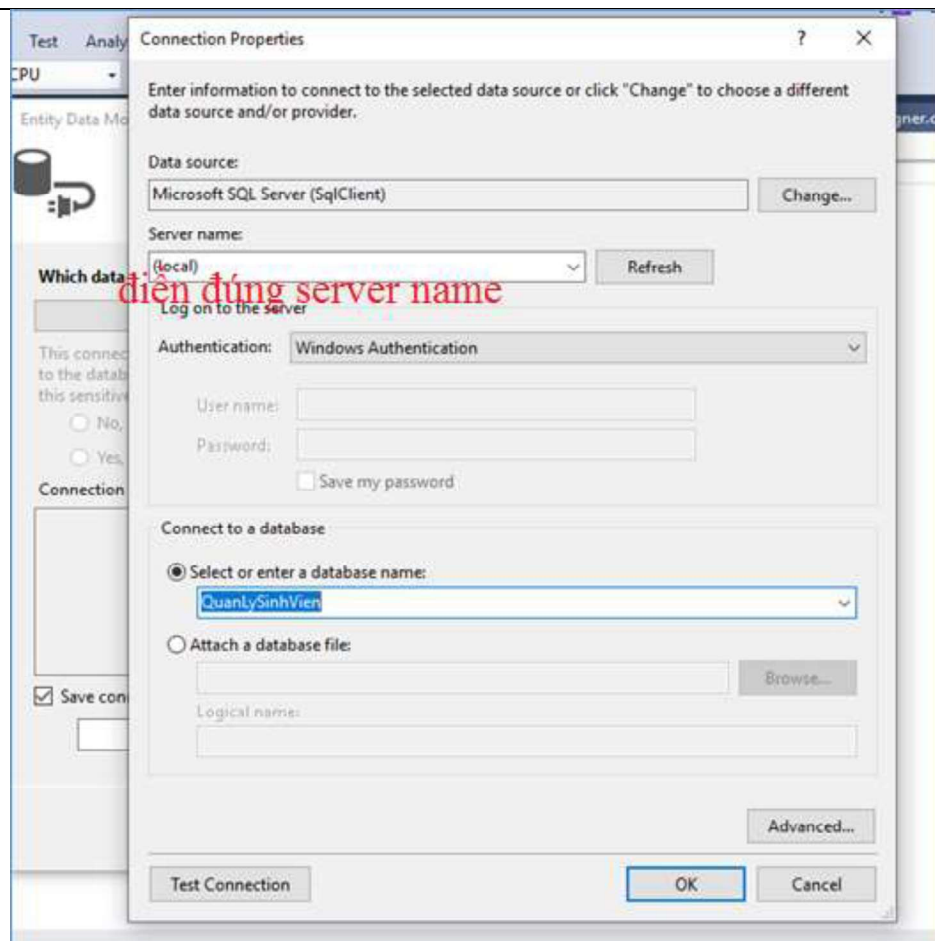 Test Analy
CPU
Entity Data Mo
gner.c
Connection Properties
?
Enter information to connect to the selected data source or click "Change" to choose a different
data source and/or provider.
Data source:
Microsoft SQL Server (SqlClient)
Change...
Server name:
(local)
Refresh
điền đúng server name
Log on to the server
Authentication: Windows Authentication
User name:
Password:
Save my password
Which data
This connec
to the datab
this sensitive
No,
Yes,
Connection
Connect to a database
Select or enter a database name:
QuanLySinhVien
Attach a database file:
Browse...
Logical name:
Save con
Advanced...
Test Connection
OK
Cancel